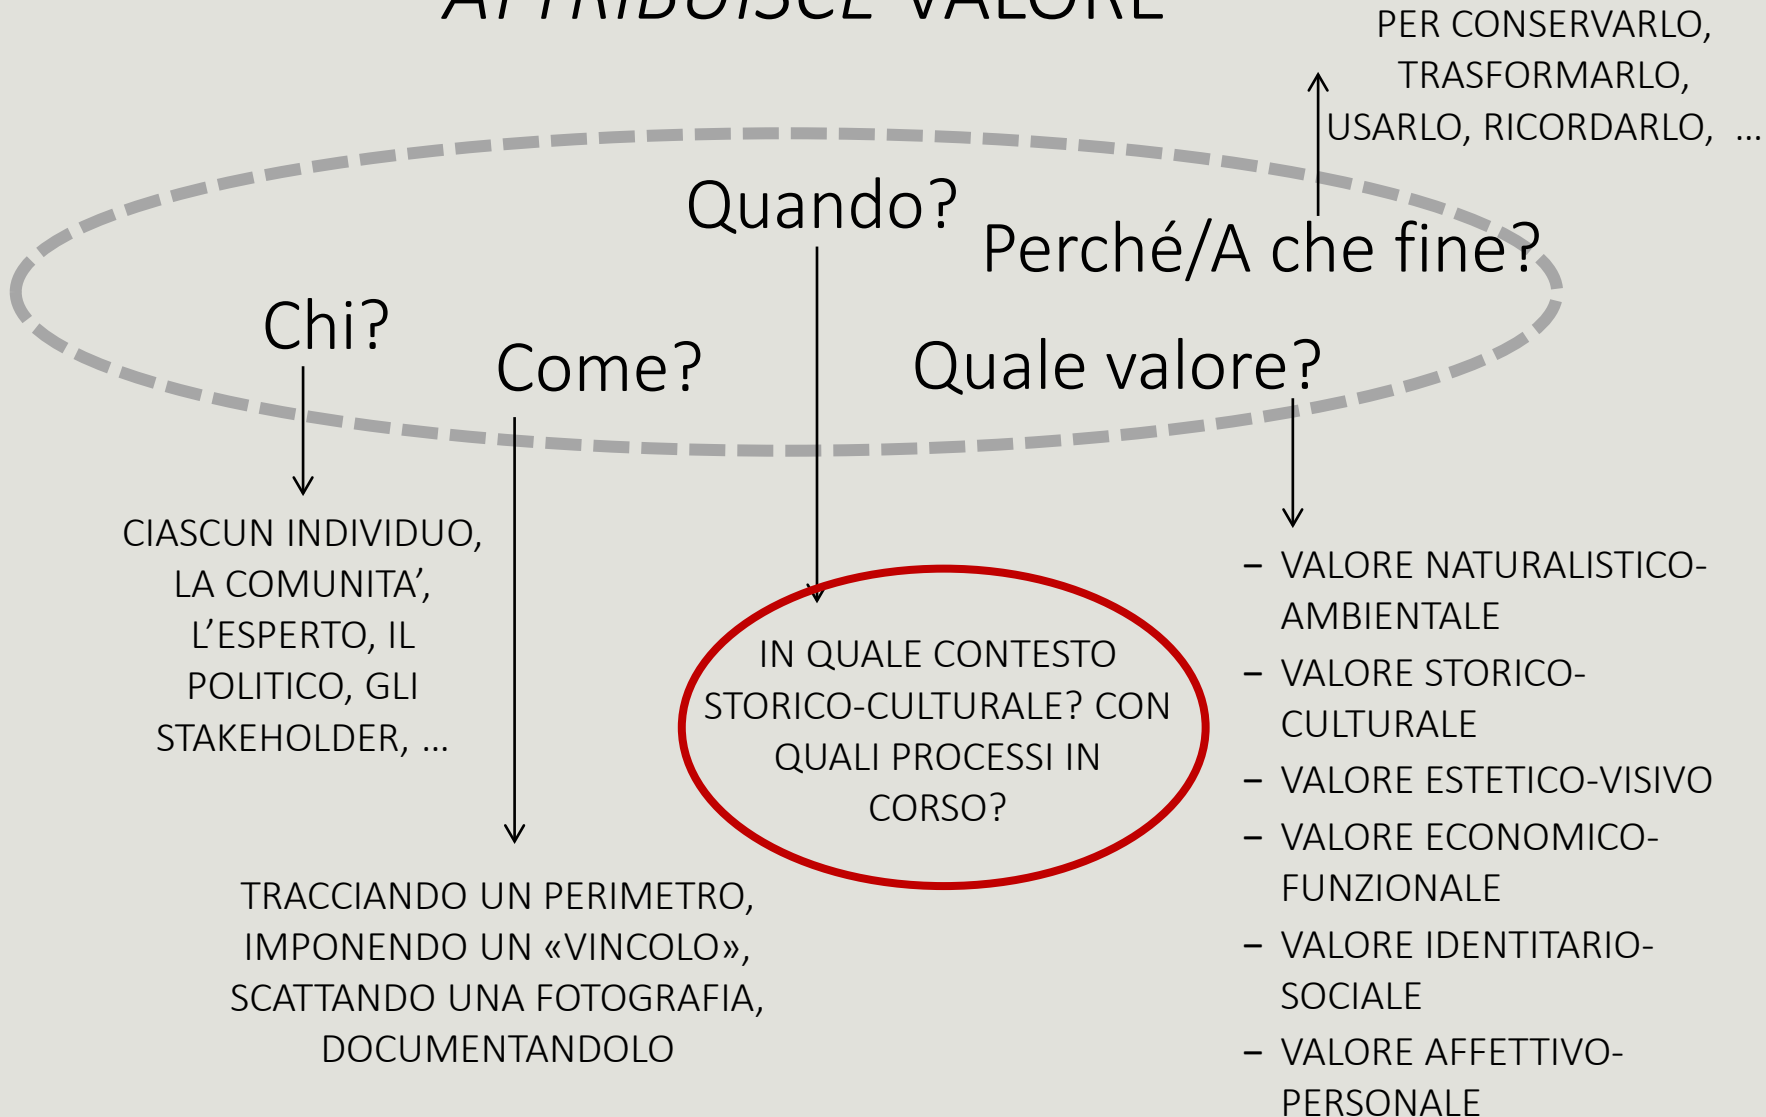 ATTRIBUISCE VALORE
PER CONSERVARLO,
TRASFORMARLO,
USARLO, RICORDARLO, ...
Quando?
Perché/A che fine?
Chi?
Come?
Quale valore?
CIASCUN INDIVIDUO,
LA COMUNITA’,
L’ESPERTO, IL
POLITICO, GLI
STAKEHOLDER, ...
TRACCIANDO UN PERIMETRO,
IMPONENDO UN «VINCOLO»,
SCATTANDO UNA FOTOGRAFIA,
DOCUMENTANDOLO
IN QUALE CONTESTO
STORICO-CULTURALE? CON
QUALI PROCESSI IN
CORSO?
– VALORE NATURALISTICO-
AMBIENTALE
– VALORE STORICO-
CULTURALE
– VALORE ESTETICO-VISIVO
– VALORE ECONOMICO-
FUNZIONALE
– VALORE IDENTITARIO-
SOCIALE
– VALORE AFFETTIVO-
PERSONALE